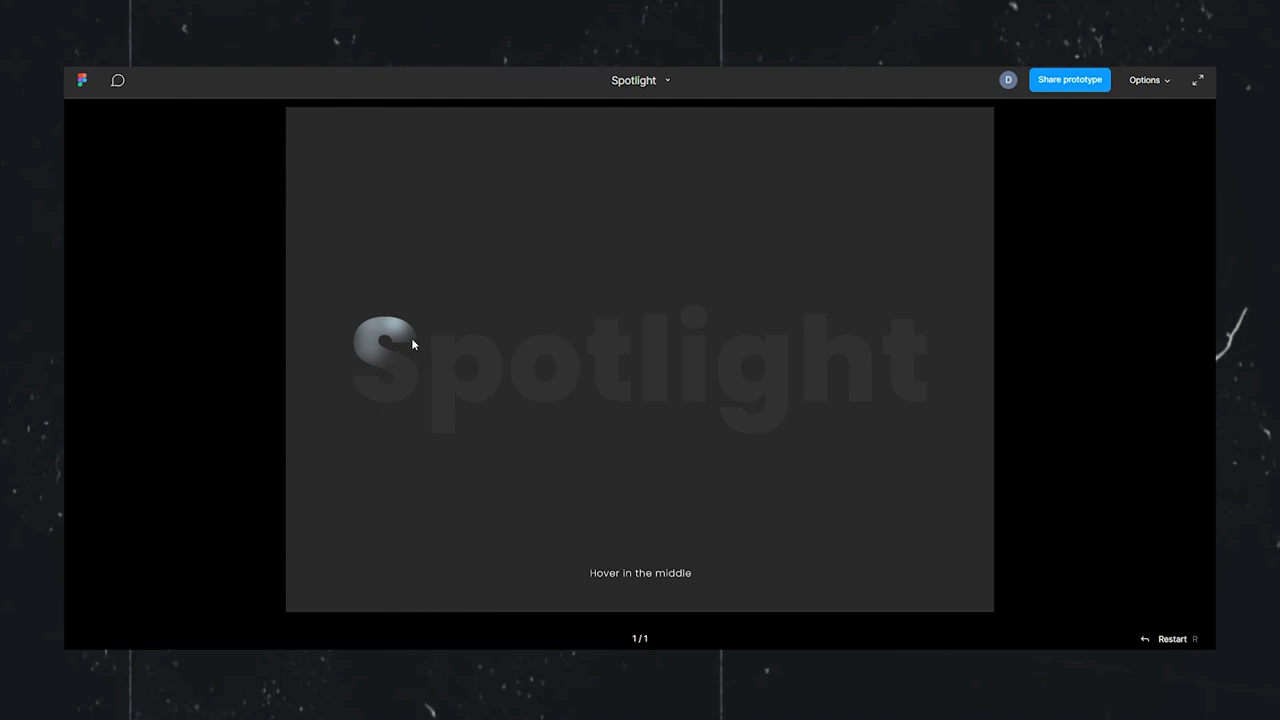 Spotlight
D
Share prototype
Options
Spotlight
Hover in the middle
1 / 1
Restart R